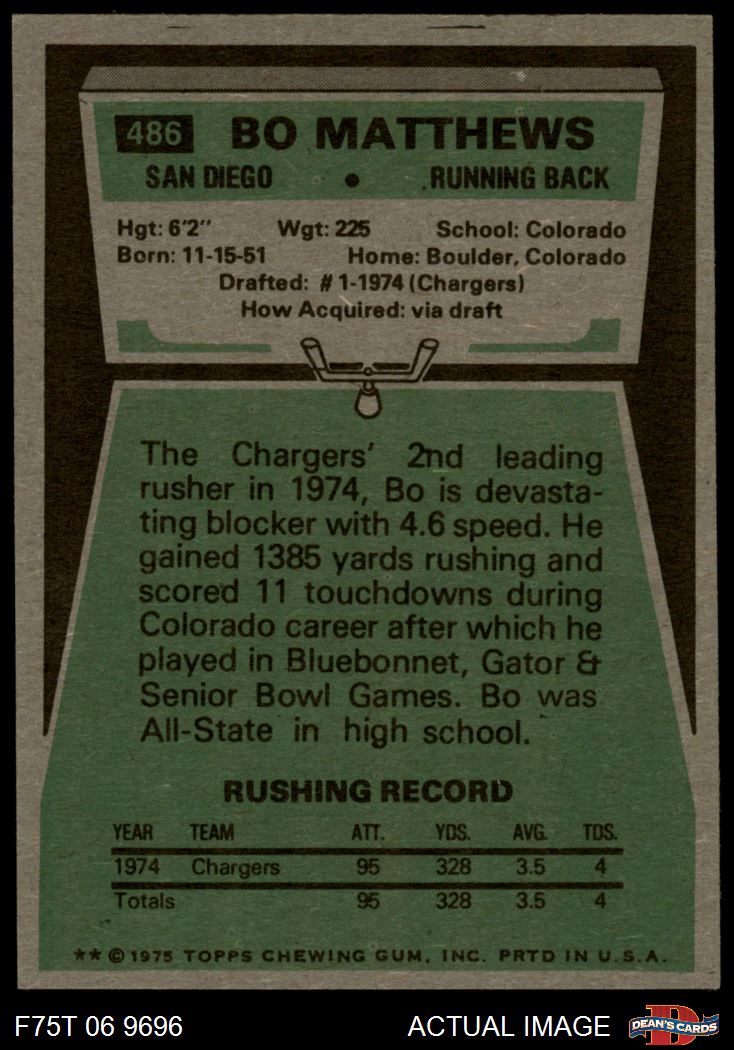 486 BO MATTHEWS
SAN DIEGO • RUNNING BACK
Hgt: 6'2" Wgt: 225 School: Colorado
Born: 11-15-51 Home: Boulder, Colorado
Drafted: #1-1974 (Chargers)
How Acquired: via draft
The Chargers' 2nd leading
rusher in 1974, Bo is devasta-
ting blocker with 4.6 speed. He
gained 1385 yards rushing and
scored 11 touchdowns during
Colorado career after which he
played in Bluebonnet, Gator &
Senior Bowl Games. Bo was
All-State in high school.
RUSHING RECORD
YEAR TEAM ATT. YDS. AVG. TDS.
1974 Chargers 95 328 3.5 4
Totals 95 328 3.5 4
** © 1975 TOPPS CHEWING GUM, INC. PRTD IN U.S.A.
F75T 06 9696 ACTUAL IMAGE D DEAN'S CARDS